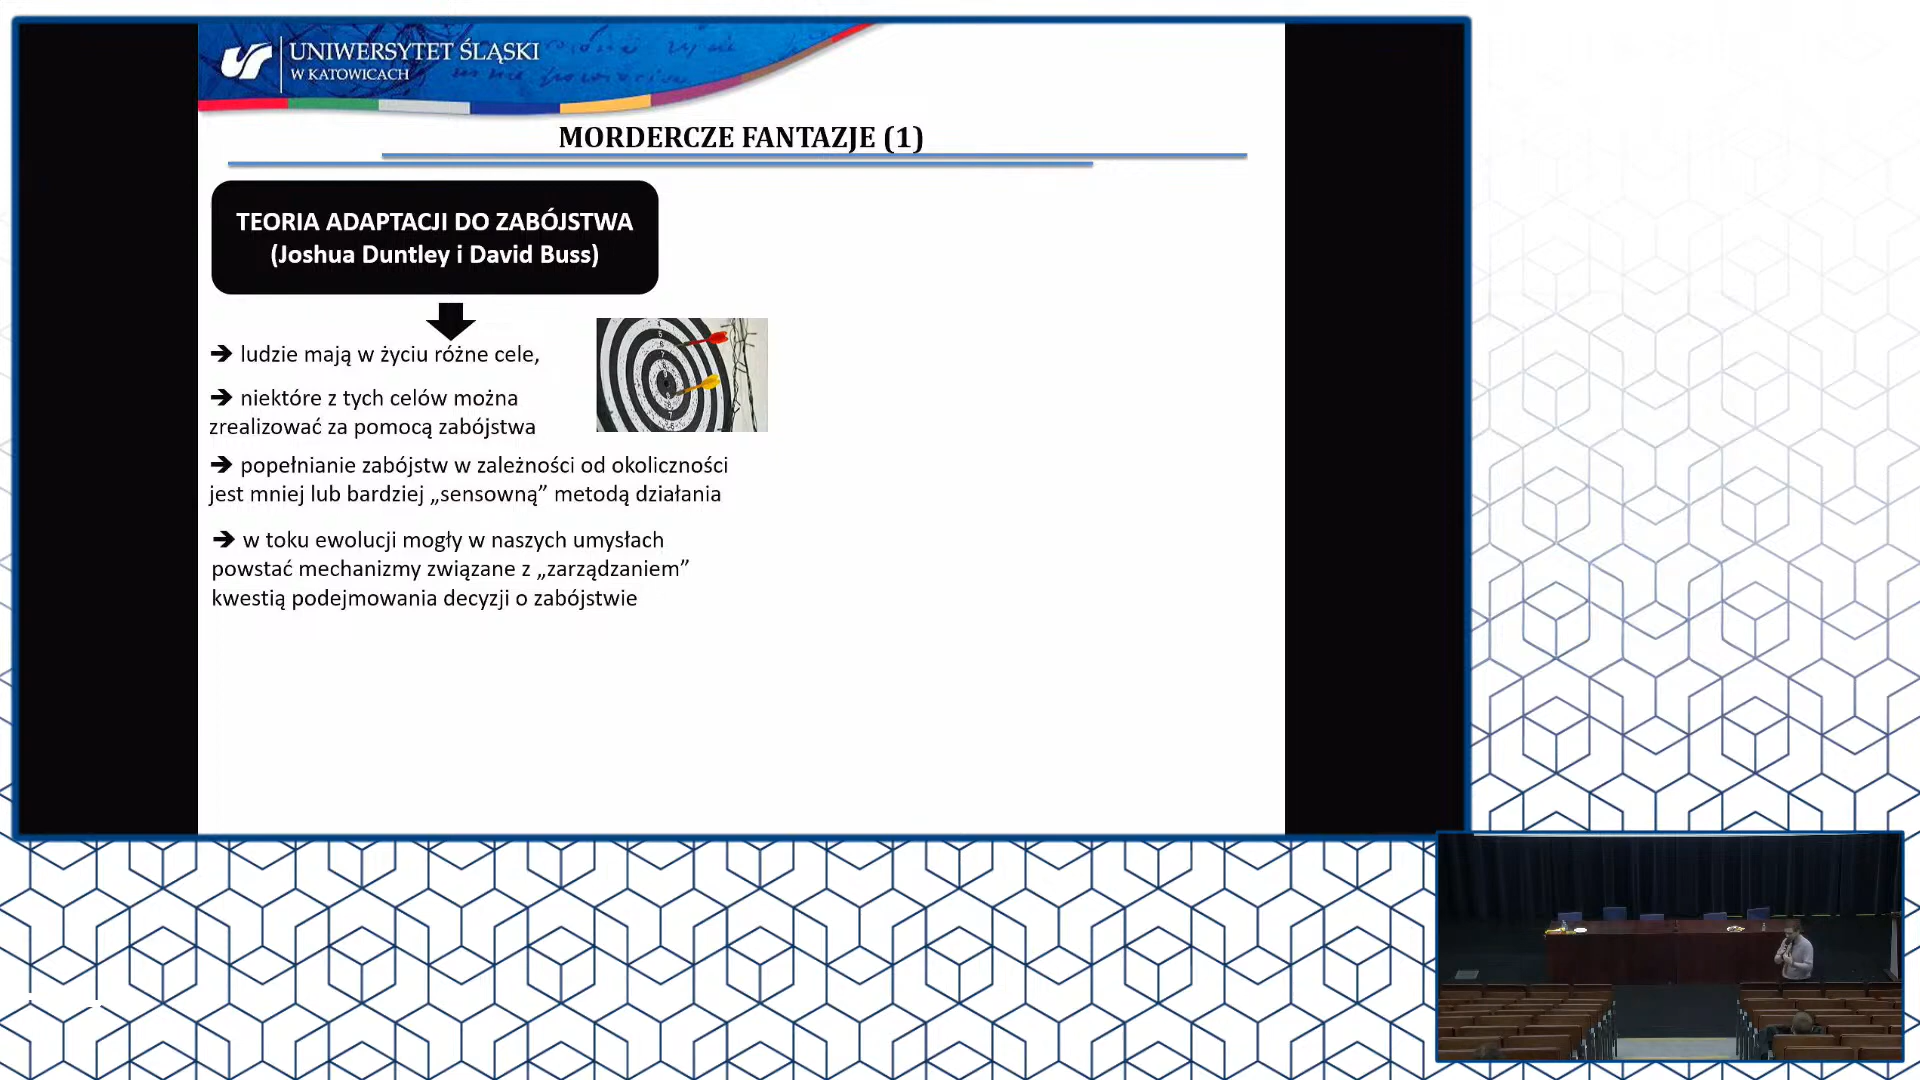 UNIWERSYTET ŚLĄSKI
W KATOWICACH
MORDERCZE FANTAZJE (1)
TEORIA ADAPTACJI DO ZABÓJSTWA
(Joshua Duntley i David Buss)
➔ ludzie mają w życiu różne cele,
➔ niektóre z tych celów można
zrealizować za pomocą zabójstwa
➔ popełnianie zabójstw w zależności od okoliczności
jest mniej lub bardziej „sensowną” metodą działania
➔ w toku ewolucji mogły w naszych umysłach
powstać mechanizmy związane z „zarządzaniem”
kwestią podejmowania decyzji o zabójstwie